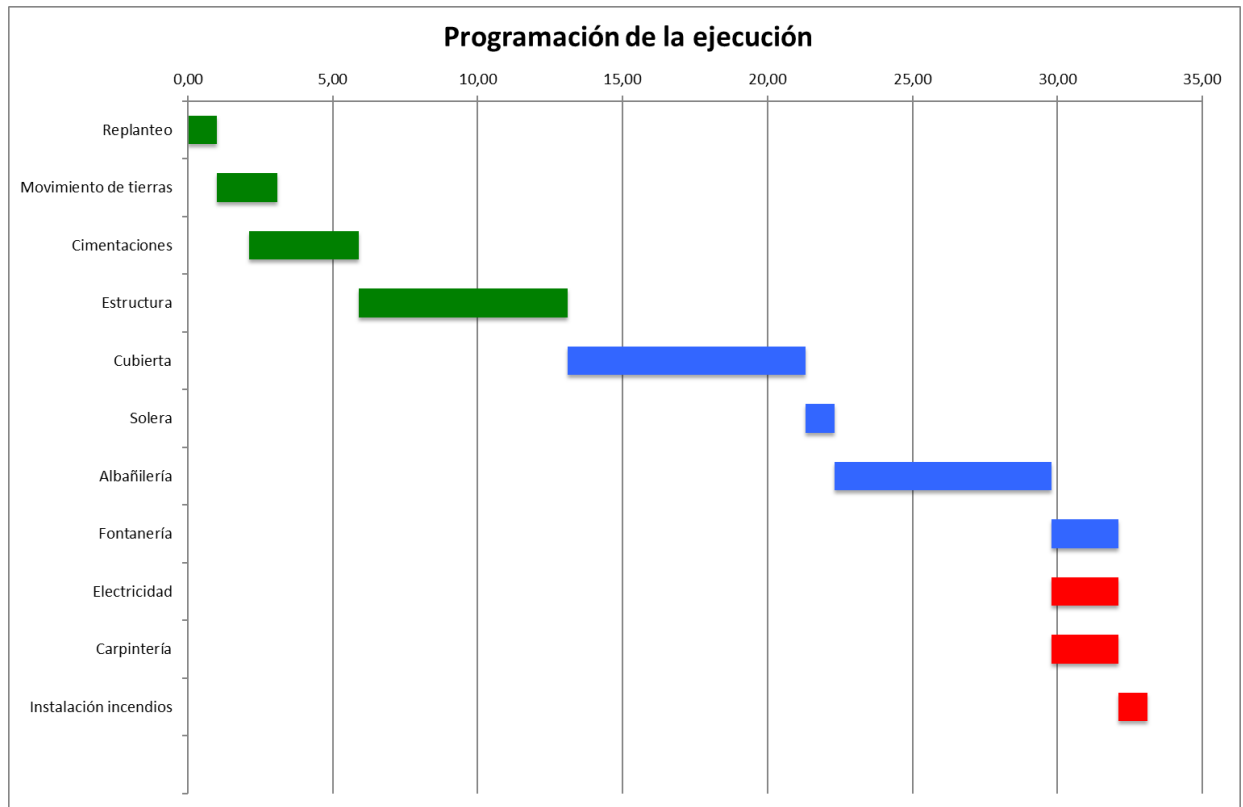 Programación de la ejecución
0,00 5,00 10,00 15,00 20,00 25,00 30,00 35,00
Replanteo
Movimiento de tierras
Cimentaciones
Estructura
Cubierta
Solera
Albañilería
Fontanería
Electricidad
Carpintería
Instalación incendios